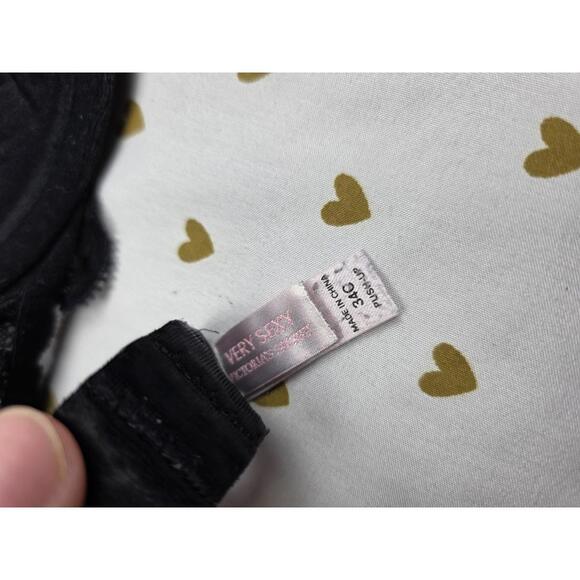 VERY SEXY
VICTORIA'S SECRET
MADE IN CHINA
34C
PUSH-UP